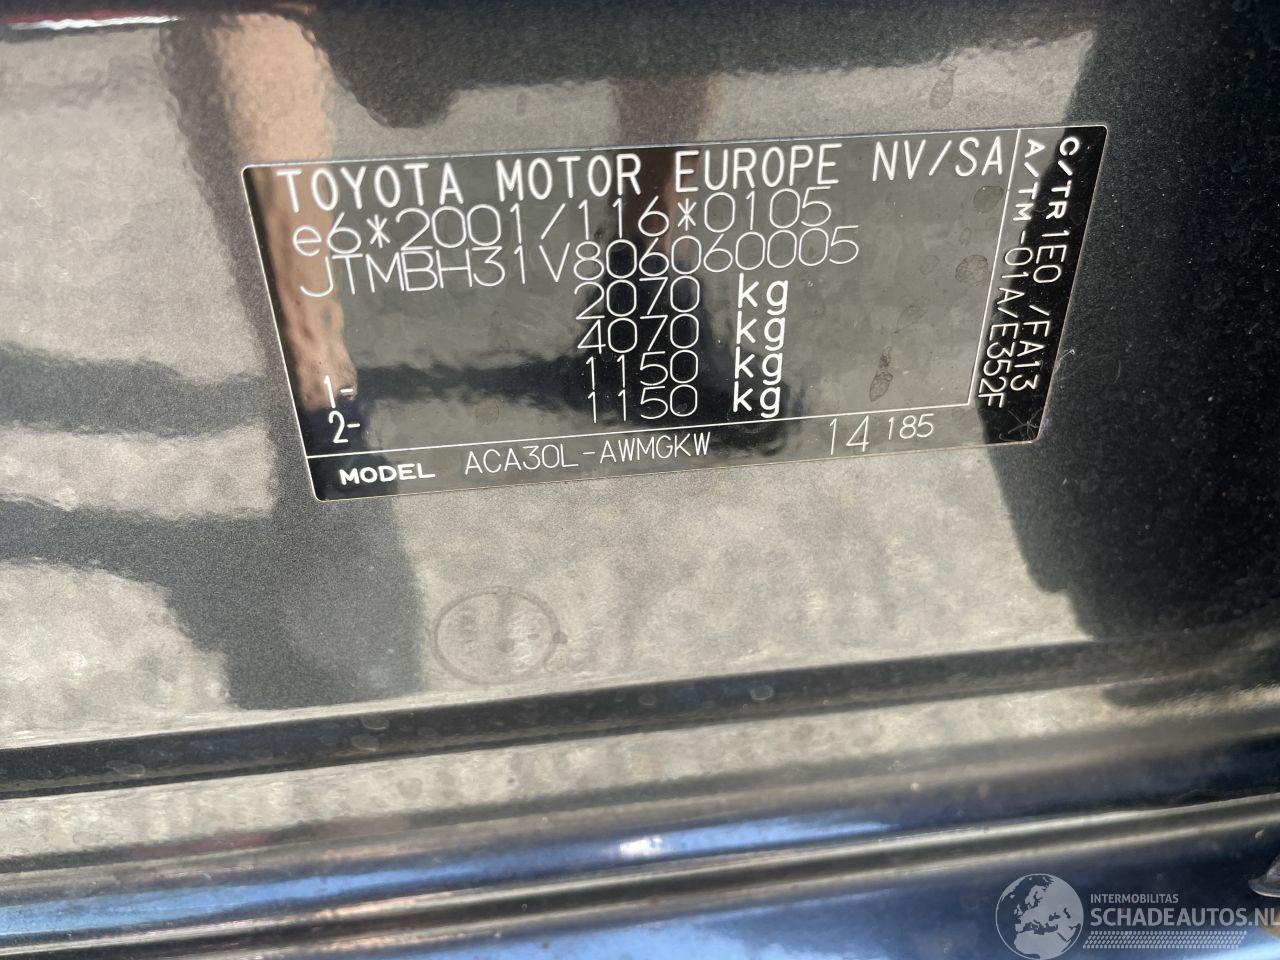 TOYOTA MOTOR EUROPE NV/SA
e6*2001/116*0105
JTMBH31V806060005
2070 kg
4070 kg
1- 1150 kg
2- 1150 kg
MODEL ACA30L-AWMGKW 14 185
C/TR 1E0 /FA13
A/TM -01A/E352F
INTERMOBILITAS
SCHADEAUTOS.NL